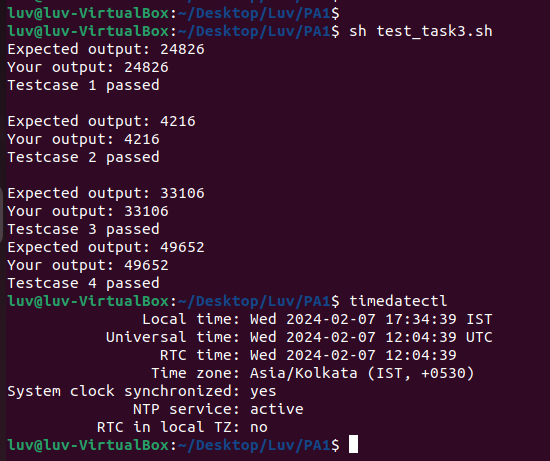 luv@luv-VirtualBox:~/Desktop/Luv/PA1$
luv@luv-VirtualBox:~/Desktop/Luv/PA1$ sh test_task3.sh
Expected output: 24826
Your output: 24826
Testcase 1 passed
Expected output: 4216
Your output: 4216
Testcase 2 passed
Expected output: 33106
Your output: 33106
Testcase 3 passed
Expected output: 49652
Your output: 49652
Testcase 4 passed
luv@luv-VirtualBox:~/Desktop/Luv/PA1$ timedatectl
Local time: Wed 2024-02-07 17:34:39 IST
Universal time: Wed 2024-02-07 12:04:39 UTC
RTC time: Wed 2024-02-07 12:04:39
Time zone: Asia/Kolkata (IST, +0530)
System clock synchronized: yes
NTP service: active
RTC in local TZ: no
luv@luv-VirtualBox:~/Desktop/Luv/PA1$